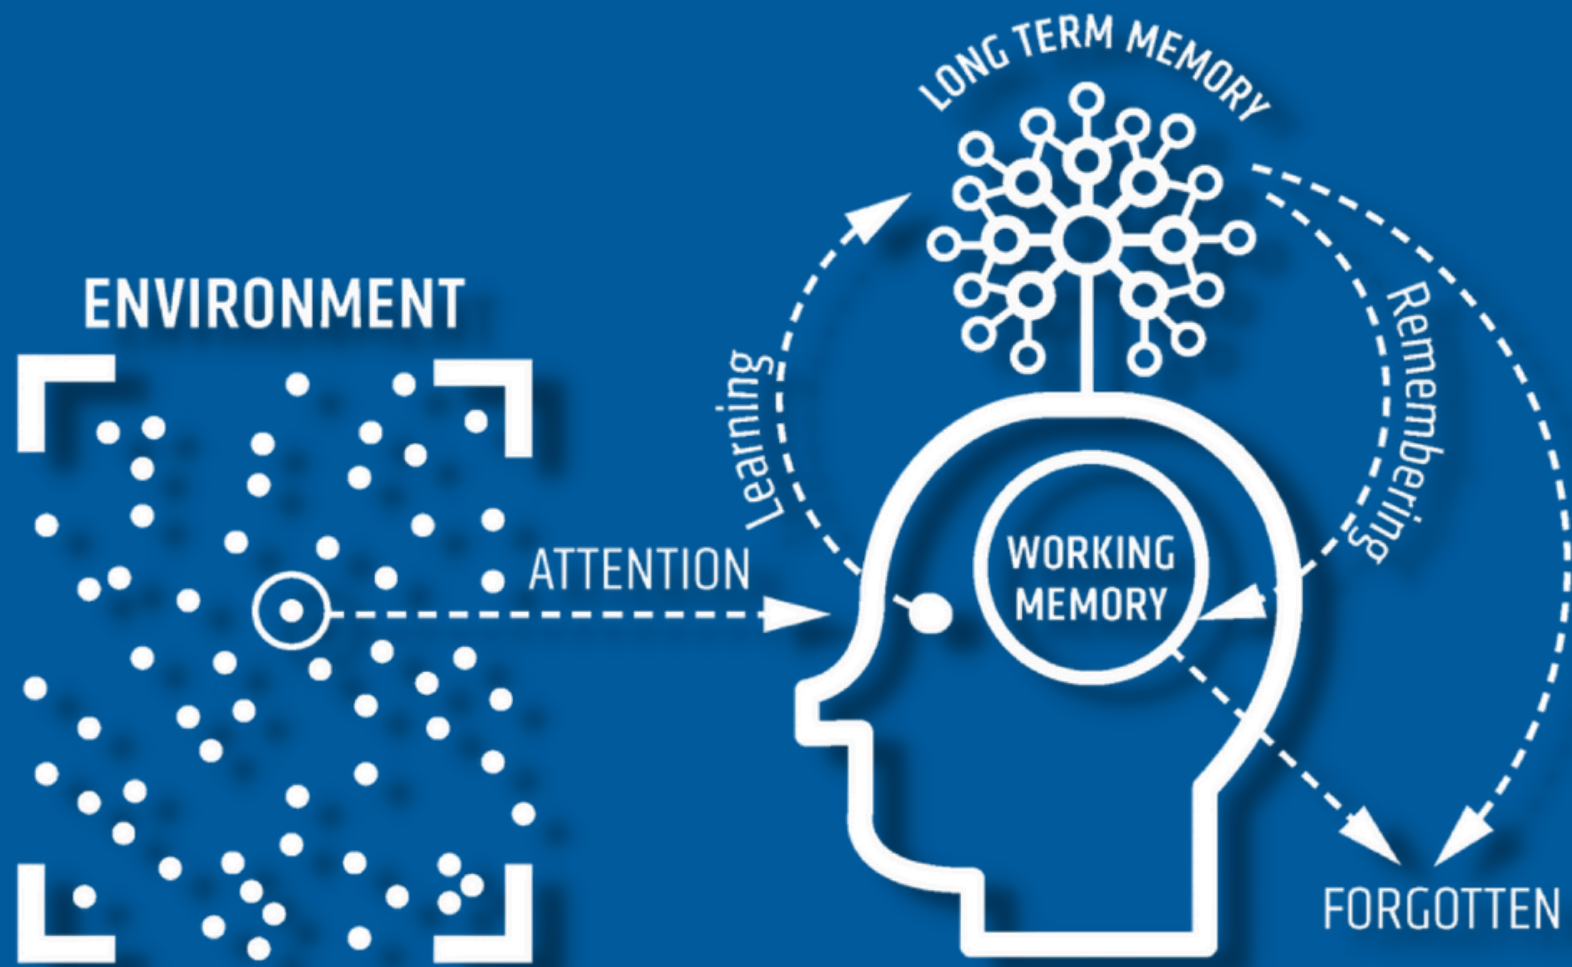 LONG TERM MEMORY
ENVIRONMENT
Learning
Remembering
ATTENTION
WORKING
MEMORY
FORGOTTEN